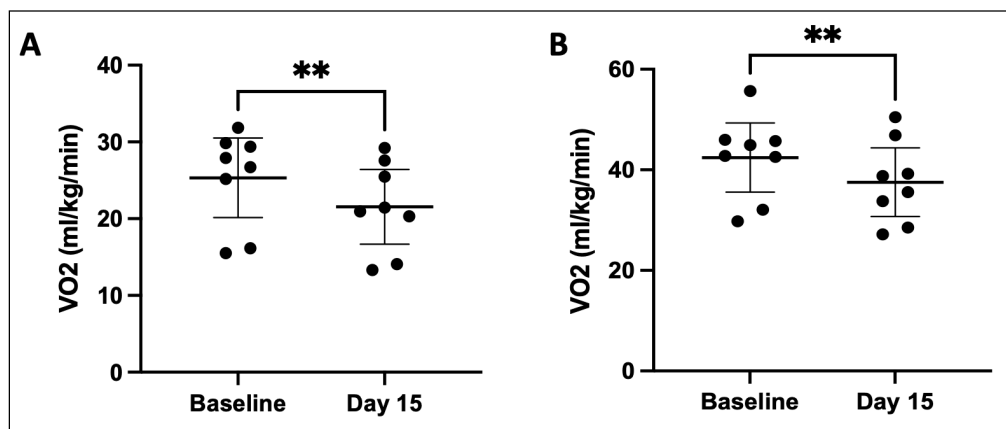 A
VO2 (ml/kg/min)
40
30
20
10
0
**
Baseline
Day 15
B
VO2 (ml/kg/min)
60
40
20
0
**
Baseline
Day 15